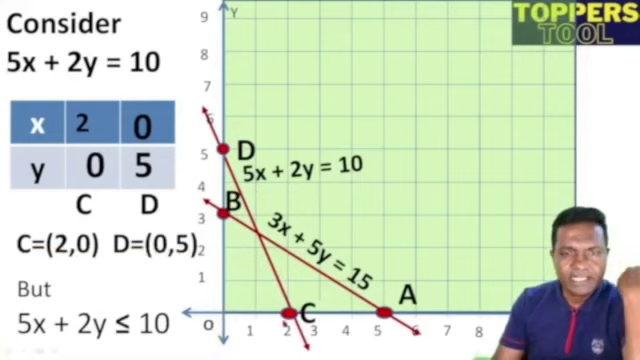 Consider
5x + 2y = 10
x 2 0
y 0 5
C D
C=(2,0) D=(0,5)
But
5x + 2y ≤ 10
TOPPERS
TOOL
Y
9
8
7
6
5
4
3
2
1
O 1 2 3 4 5 6 7 8
D
5x + 2y = 10
B
3x + 5y = 15
A
C